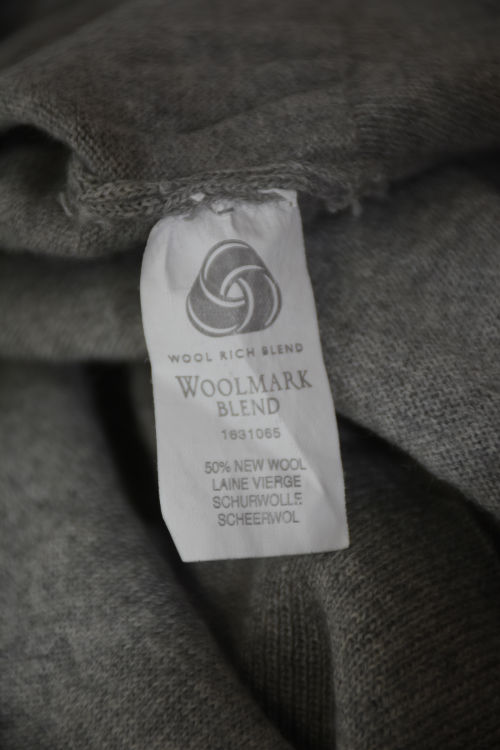 WOOL RICH BLEND
WOOLMARK
BLEND
1631065
50% NEW WOOL
LAINE VIERGE
SCHURWOLLE
SCHEERWOL